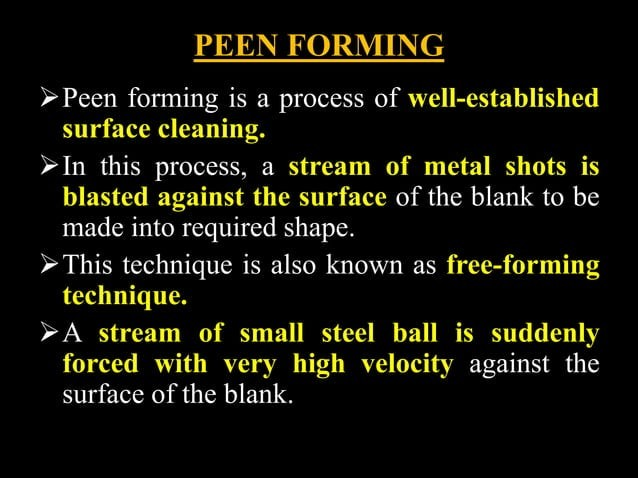 PEEN FORMING
➢Peen forming is a process of well-established
surface cleaning.
➢In this process, a stream of metal shots is
blasted against the surface of the blank to be
made into required shape.
➢This technique is also known as free-forming
technique.
➢A stream of small steel ball is suddenly
forced with very high velocity against the
surface of the blank.